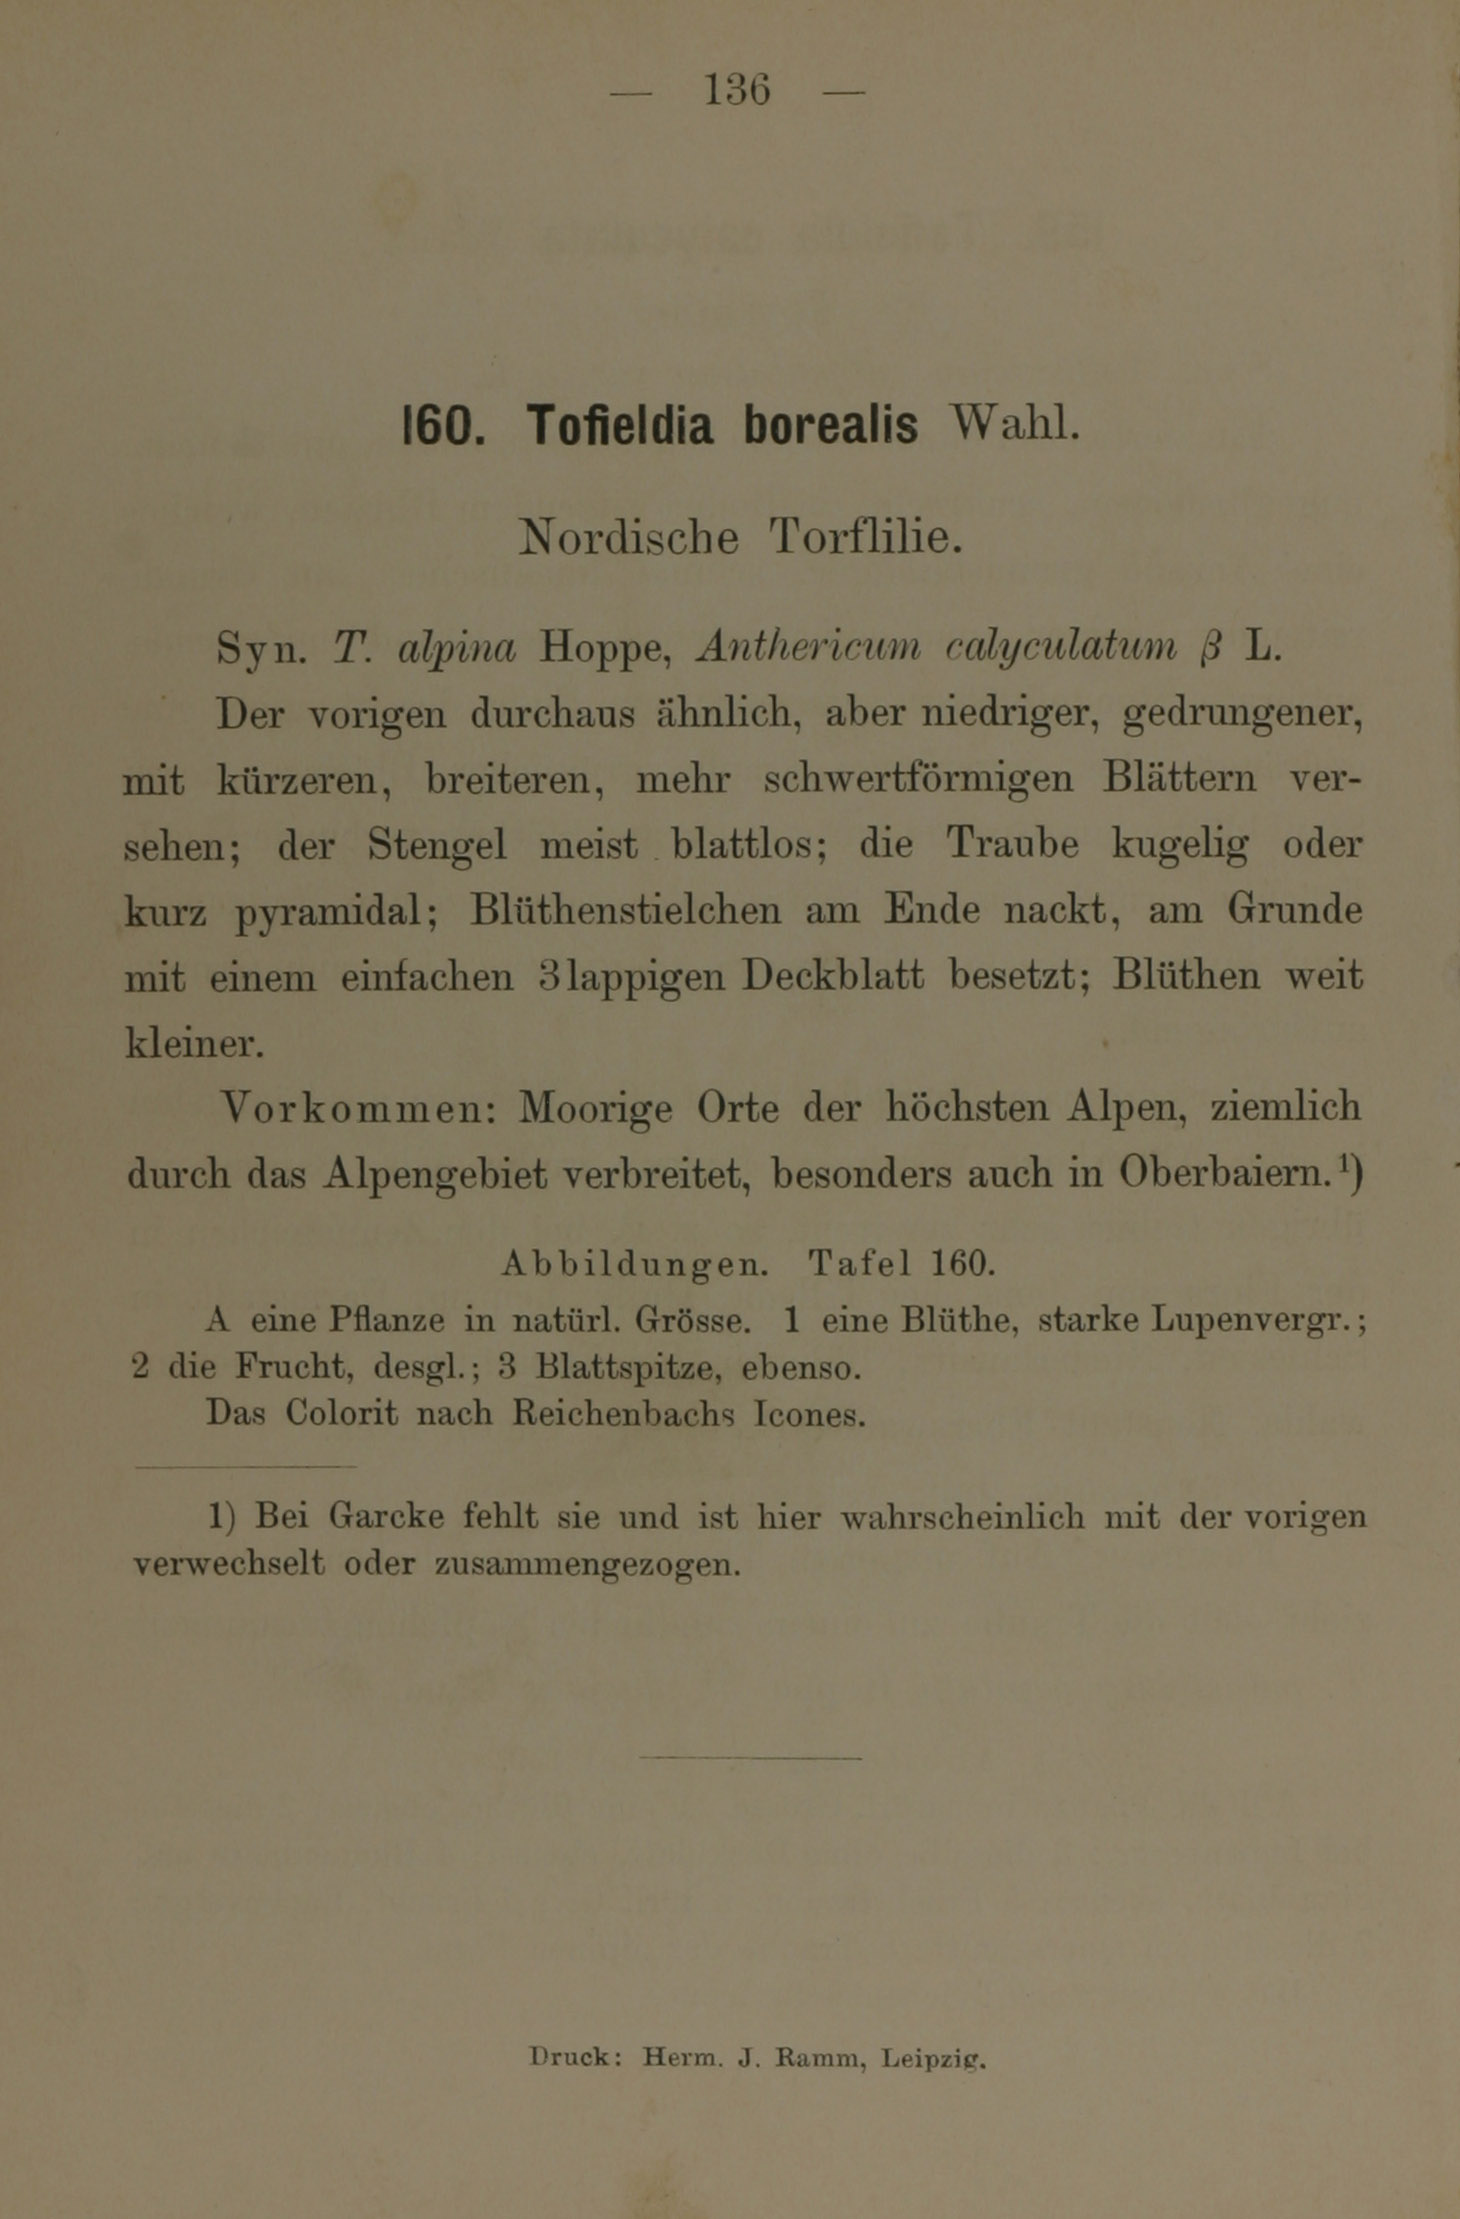 — 136 —
160. Tofieldia borealis Wahl.
Nordische Torflilie.
Syn. T. alpina Hoppe, Anthericum calyculatum β L.
Der vorigen durchaus ähnlich, aber niedriger, gedrungener,
mit kürzeren, breiteren, mehr schwertförmigen Blättern ver-
sehen; der Stengel meist blattlos; die Traube kugelig oder
kurz pyramidal; Blüthenstielchen am Ende nackt, am Grunde
mit einem einfachen 3lappigen Deckblatt besetzt; Blüthen weit
kleiner.
Vorkommen: Moorige Orte der höchsten Alpen, ziemlich
durch das Alpengebiet verbreitet, besonders auch in Oberbaiern. ¹)
Abbildungen. Tafel 160.
A eine Pflanze in natürl. Grösse. 1 eine Blüthe, starke Lupenvergr.;
2 die Frucht, desgl.; 3 Blattspitze, ebenso.
Das Colorit nach Reichenbachs Icones.
1) Bei Garcke fehlt sie und ist hier wahrscheinlich mit der vorigen
verwechselt oder zusammengezogen.
Druck: Herm. J. Ramm, Leipzig.